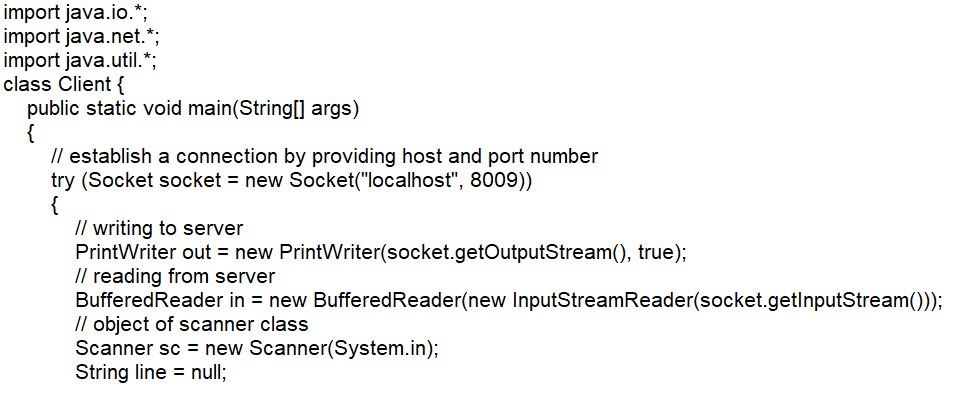 import java.io.*;
import java.net.*;
import java.util.*;
class Client {
    public static void main(String[] args)
    {
        // establish a connection by providing host and port number
        try (Socket socket = new Socket("localhost", 8009))
        {
            // writing to server
            PrintWriter out = new PrintWriter(socket.getOutputStream(), true);
            // reading from server
            BufferedReader in = new BufferedReader(new InputStreamReader(socket.getInputStream()));
            // object of scanner class
            Scanner sc = new Scanner(System.in);
            String line = null;